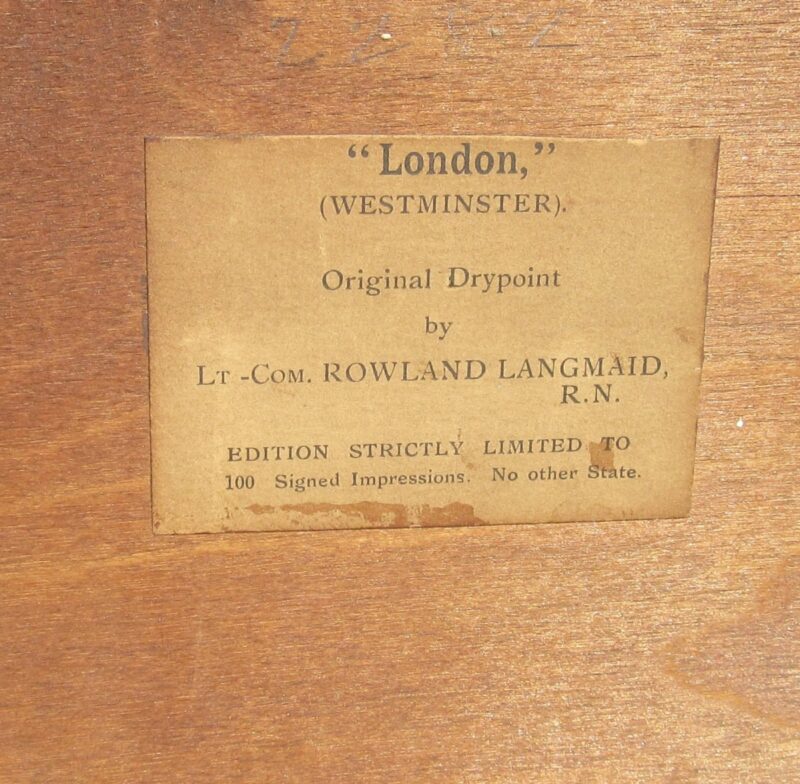 “London,”
(WESTMINSTER).
Original Drypoint
by
LT -COM. ROWLAND LANGMAID,
R.N.
EDITION STRICTLY LIMITED TO
100 Signed Impressions. No other State.